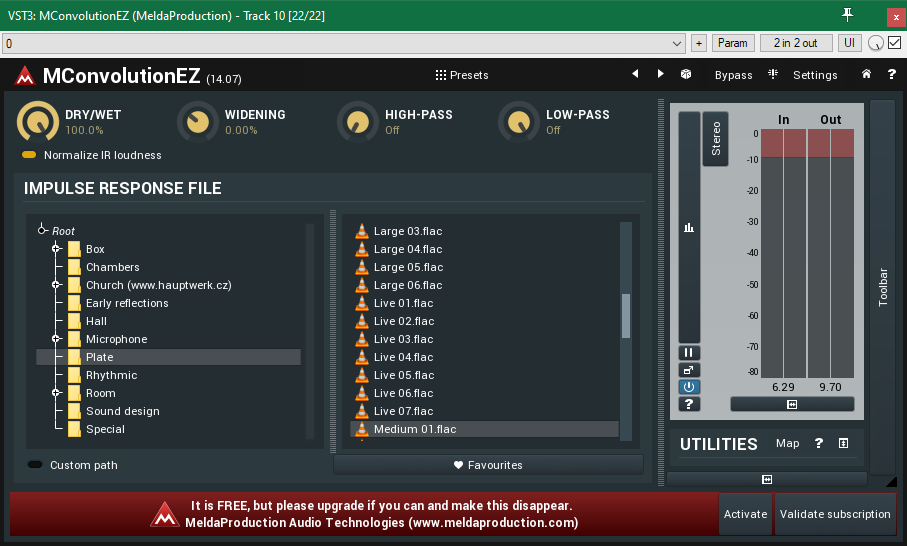 VST3: MConvolutionEZ (MeldaProduction) - Track 10 [22/22]
x
0
+
Param
2 in 2 out
UI
MConvolutionEZ (14.07)
Presets
Bypass
Settings
?
DRY/WET
100.0%
WIDENING
0.00%
HIGH-PASS
Off
LOW-PASS
Off
Normalize IR loudness
IMPULSE RESPONSE FILE
Root
Box
Chambers
Church (www.hauptwerk.cz)
Early reflections
Hall
Microphone
Plate
Rhythmic
Room
Sound design
Special
Custom path
Large 03.flac
Large 04.flac
Large 05.flac
Large 06.flac
Live 01.flac
Live 02.flac
Live 03.flac
Live 04.flac
Live 05.flac
Live 06.flac
Live 07.flac
Medium 01.flac
Favourites
Stereo
In Out
0
-10
-20
-30
-40
-50
-60
-70
-80
6.29 9.70
?
Toolbar
UTILITIES
Map
?
It is FREE, but please upgrade if you can and make this disappear.
MeldaProduction Audio Technologies (www.meldaproduction.com)
Activate
Validate subscription